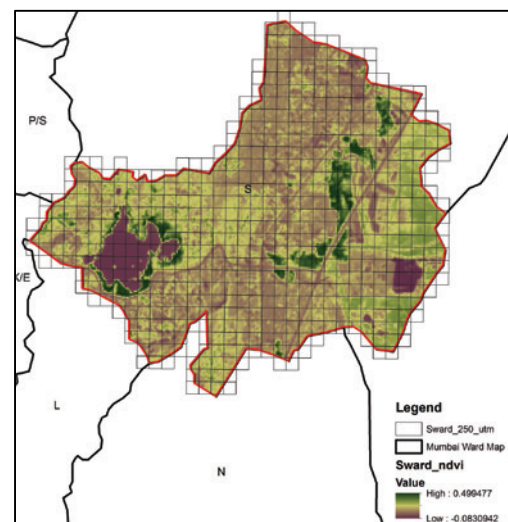 P/S
S
K/E
L
N
Legend
Sward_250_utm
Mumbai Ward Map
Sward_ndvi
Value
High : 0.499477
Low : -0.0830942